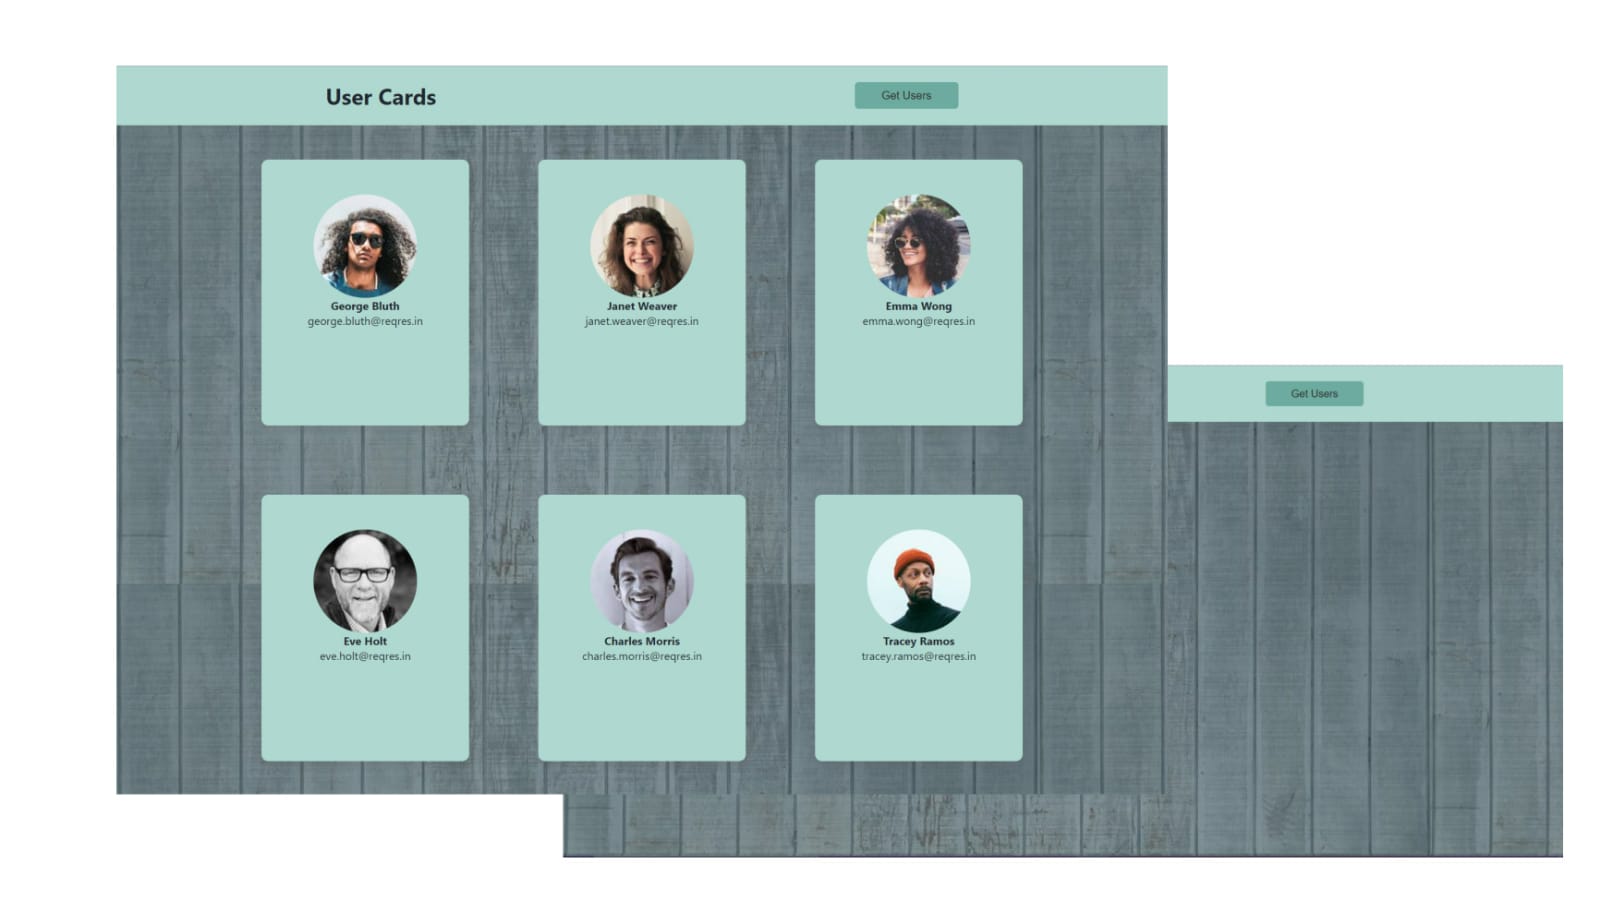 User Cards
Get Users
George Bluth
george.bluth@reqres.in
Janet Weaver
janet.weaver@reqres.in
Emma Wong
emma.wong@reqres.in
Get Users
Eve Holt
eve.holt@reqres.in
Charles Morris
charles.morris@reqres.in
Tracey Ramos
tracey.ramos@reqres.in